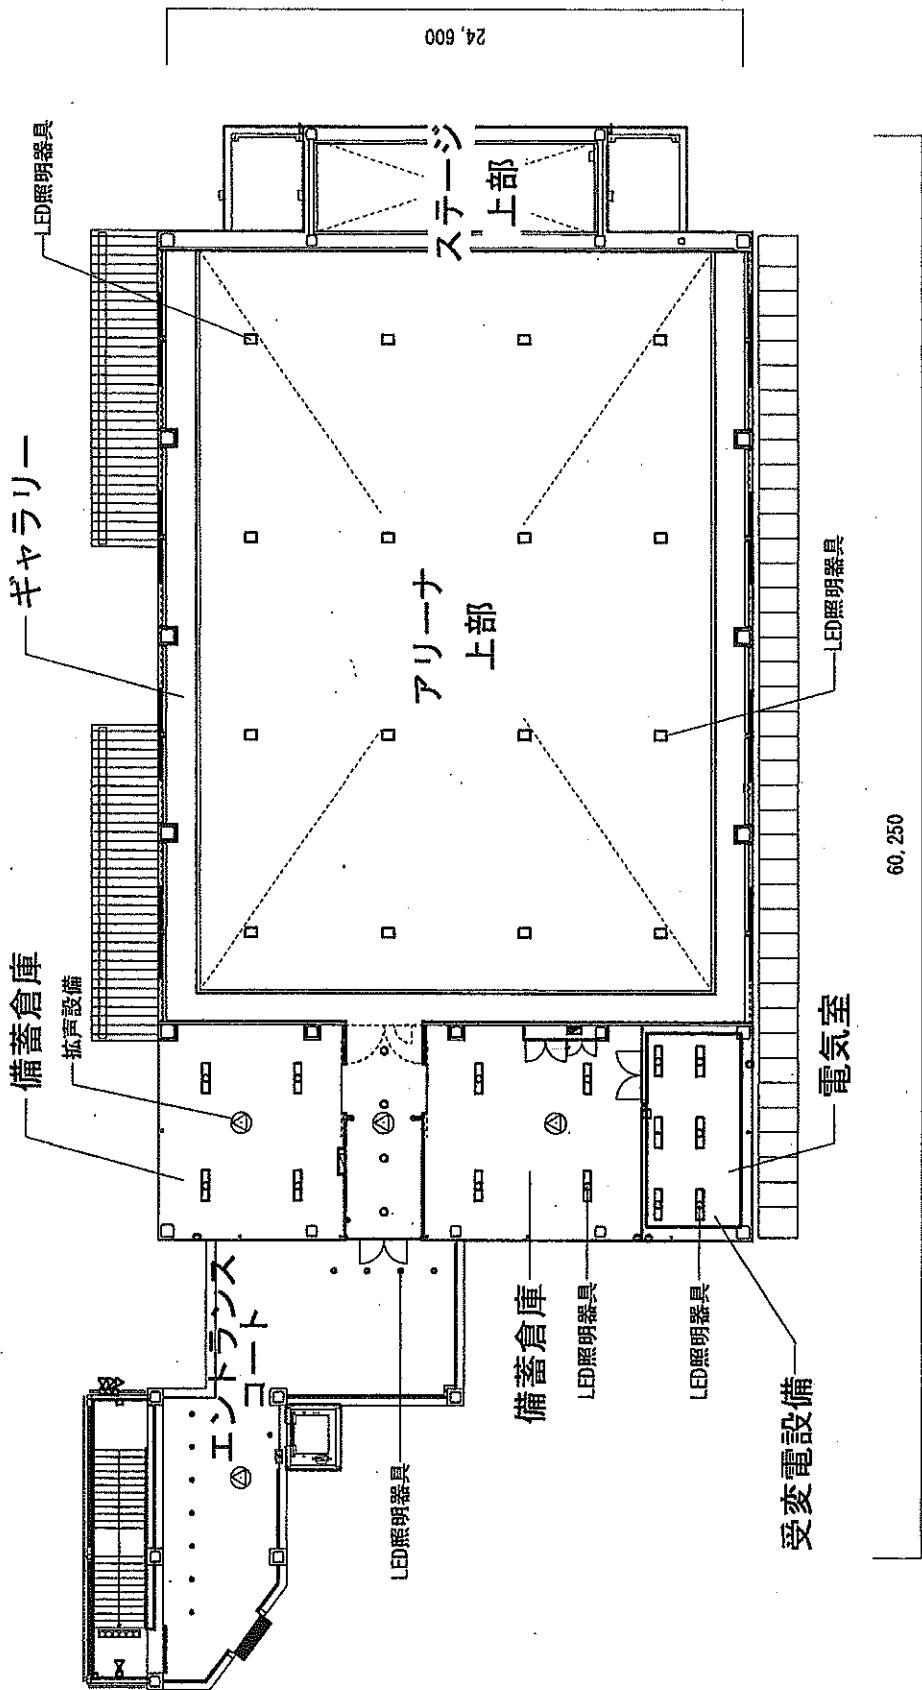 24,600
LED照明器具
ステージ
上部
ギャラリー
アリーナ
上部
LED照明器具
60,250
備蓄倉庫
拡声設備
電気室
エントランス
コート
備蓄倉庫
LED照明器具
LED照明器具
LED照明器具
受変電設備